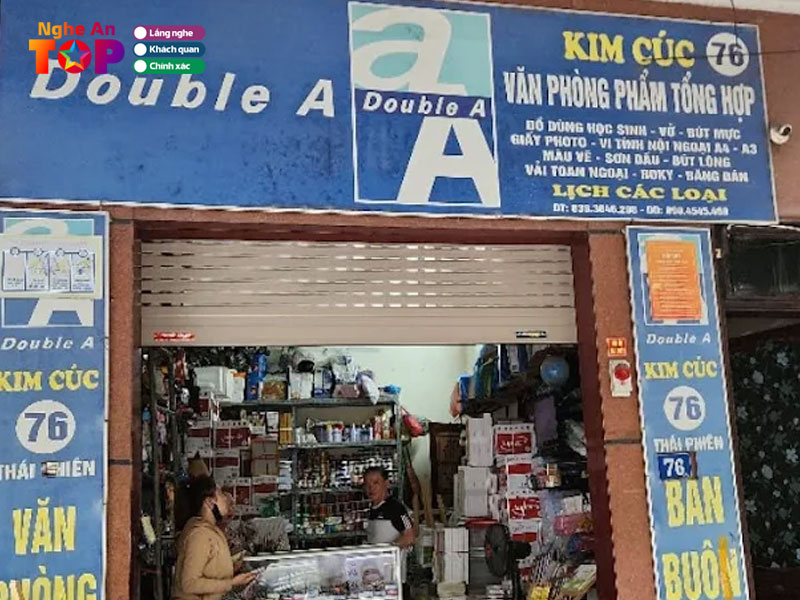 Nghe An
TOP
Lắng nghe
Khách quan
Chính xác
Double A
a
Double A
A
KIM CÚC 76
VĂN PHÒNG PHẨM TỔNG HỢP
ĐỒ DÙNG HỌC SINH - VỞ - BÚT MỰC
GIẤY PHOTO - VI TÍNH NỘI NGOẠI A4 - A3
MÀU VẼ - SƠN DẦU - BÚT LÔNG
VẢI TOAN NGOẠI - ROKY - BĂNG DÁN
LỊCH CÁC LOẠI
Double A
KIM CÚC
76
THÁI PHIÊN
VĂN
PHÒNG
Double A
KIM CÚC
76
THÁI PHIÊN
76
BÁN
BUÔN